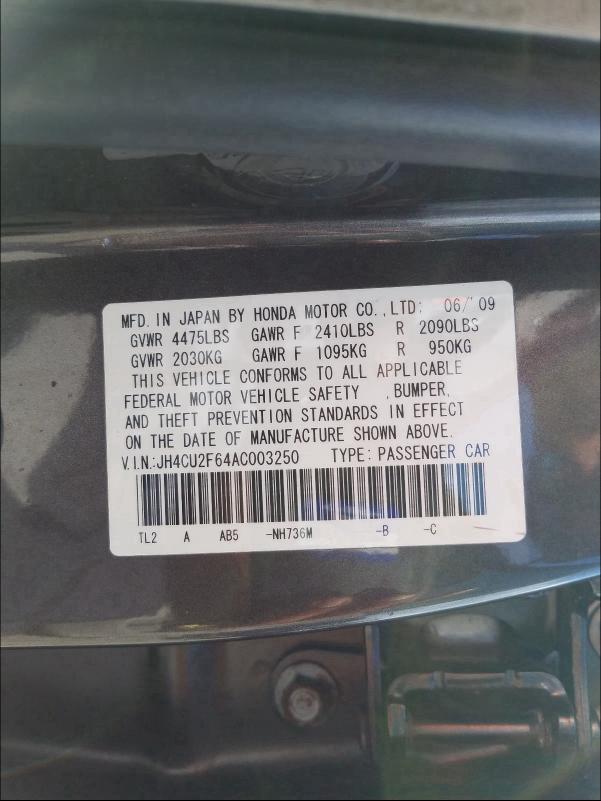 MFD. IN JAPAN BY HONDA MOTOR CO., LTD: 06/'09
GVWR 4475LBS GAWR F 2410LBS R 2090LBS
GVWR 2030KG GAWR F 1095KG R 950KG
THIS VEHICLE CONFORMS TO ALL APPLICABLE
FEDERAL MOTOR VEHICLE SAFETY , BUMPER,
AND THEFT PREVENTION STANDARDS IN EFFECT
ON THE DATE OF MANUFACTURE SHOWN ABOVE.
V.I.N.:JH4CU2F64AC003250 TYPE: PASSENGER CAR
TL2 A AB5 -NH736M -B -C